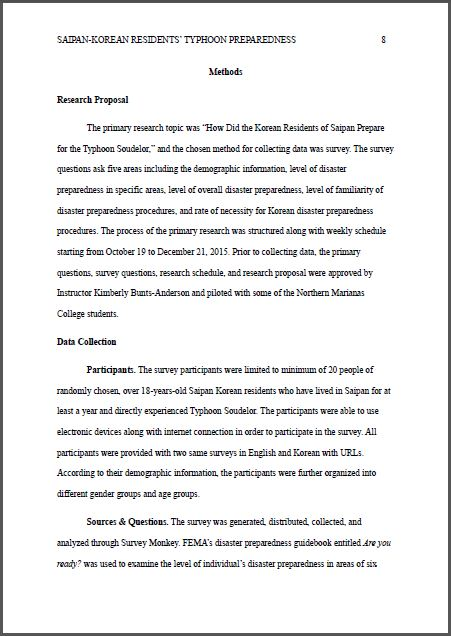 SAIPAN-KOREAN RESIDENTS’ TYPHOON PREPAREDNESS 8
Methods
Research Proposal
The primary research topic was “How Did the Korean Residents of Saipan Prepare
for the Typhoon Soudelor,” and the chosen method for collecting data was survey. The survey
questions ask five areas including the demographic information, level of disaster
preparedness in specific areas, level of overall disaster preparedness, level of familiarity of
disaster preparedness procedures, and rate of necessity for Korean disaster preparedness
procedures. The process of the primary research was structured along with weekly schedule
starting from October 19 to December 21, 2015. Prior to collecting data, the primary
questions, survey questions, research schedule, and research proposal were approved by
Instructor Kimberly Bunts-Anderson and piloted with some of the Northern Marianas
College students.
Data Collection
Participants. The survey participants were limited to minimum of 20 people of
randomly chosen, over 18-years-old Saipan Korean residents who have lived in Saipan for at
least a year and directly experienced Typhoon Soudelor. The participants were able to use
electronic devices along with internet connection in order to participate in the survey. All
participants were provided with two same surveys in English and Korean with URLs.
According to their demographic information, the participants were further organized into
different gender groups and age groups.
Sources & Questions. The survey was generated, distributed, collected, and
analyzed through Survey Monkey. FEMA’s disaster preparedness guidebook entitled Are you
ready? was used to examine the level of individual’s disaster preparedness in areas of six